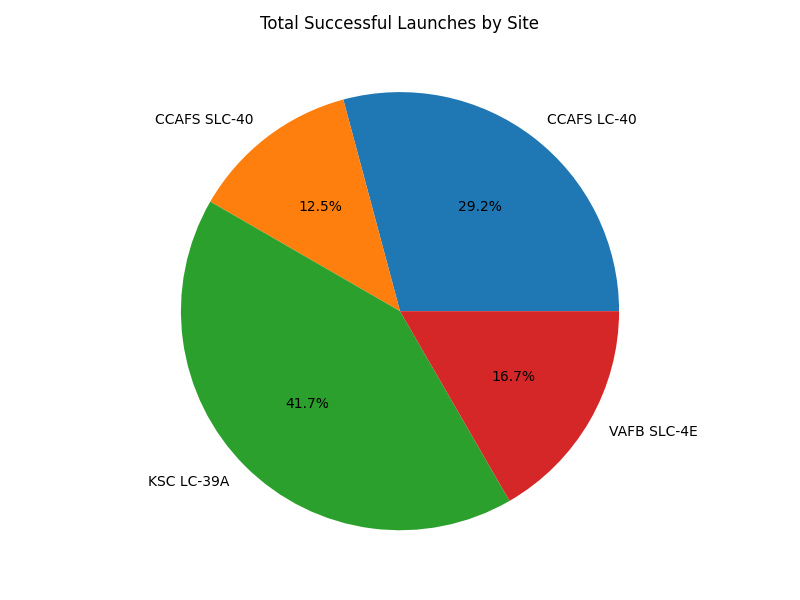 Total Successful Launches by Site
CCAFS SLC-40
CCAFS LC-40
12.5%
29.2%
16.7%
41.7%
VAFB SLC-4E
KSC LC-39A